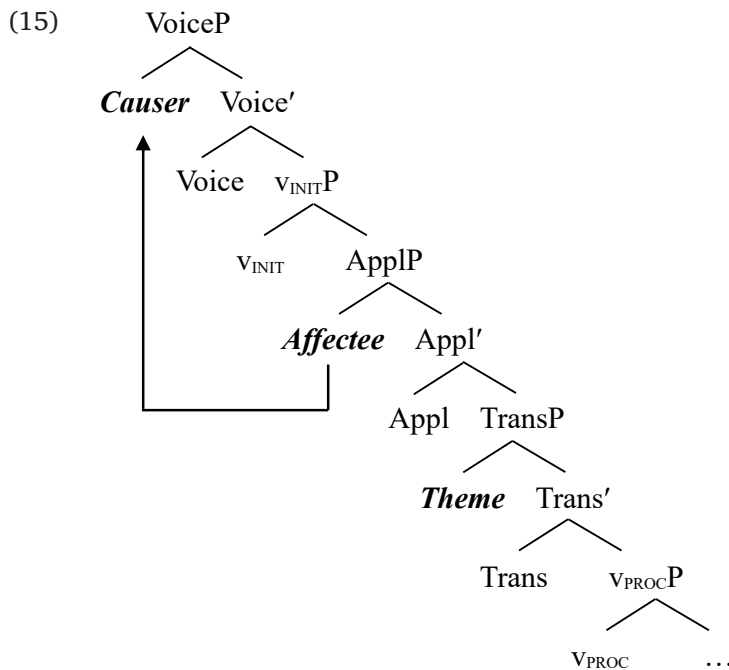 (15) VoiceP
Causer Voice′
Voice vINITP
vINIT ApplP
Affectee Appl′
Appl TransP
Theme Trans′
Trans vPROCP
vPROC …